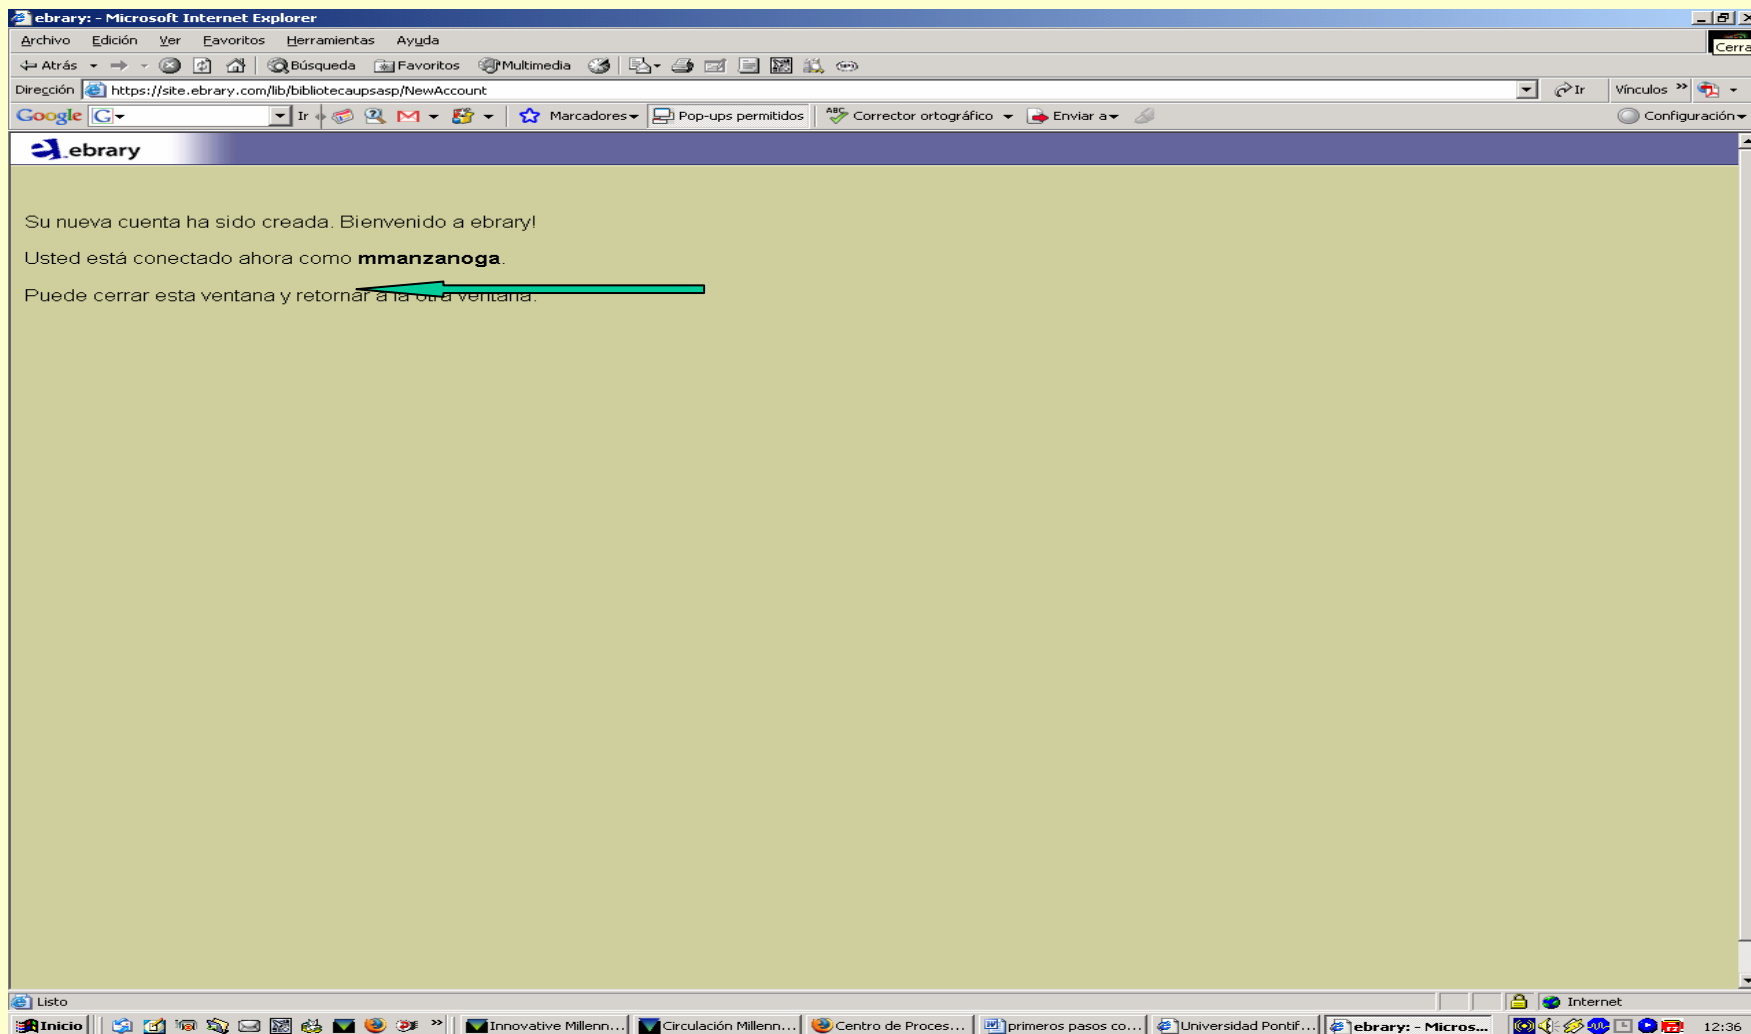 ebrary: - Microsoft Internet Explorer
Archivo Edición Ver Favoritos Herramientas Ayuda
Cerra
Atrás Búsqueda Favoritos Multimedia
Dirección https://site.ebrary.com/lib/bibliotecaupsasp/NewAccount Ir Vínculos »
Google G Ir Marcadores Pop-ups permitidos ABC Corrector ortográfico Enviar a Configuración
ebrary
Su nueva cuenta ha sido creada. Bienvenido a ebrary!
Usted está conectado ahora como mmanzanoga.
Puede cerrar esta ventana y retornar a la otra ventana.
Listo Internet
Inicio » Innovative Millenn... Circulación Millenn... Centro de Proces... primeros pasos co... Universidad Pontif... ebrary: - Micros... 12:36